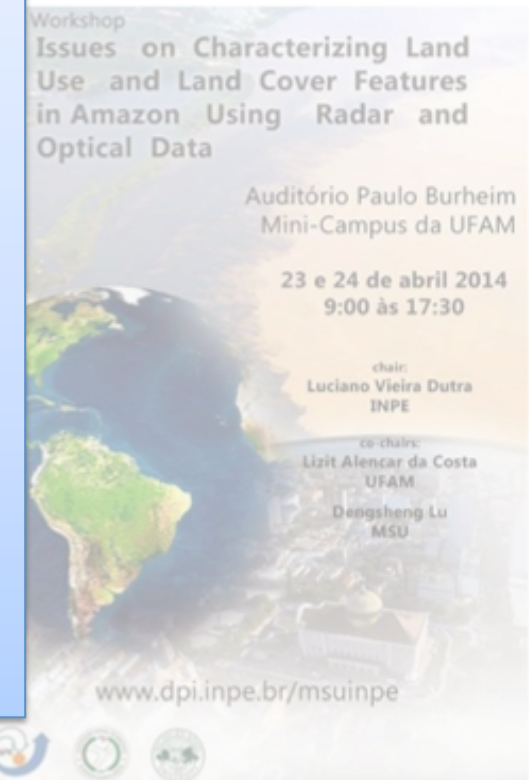 Workshop
Issues on Characterizing Land
Use and Land Cover Features
in Amazon Using Radar and
Optical Data
Auditório Paulo Burheim
Mini-Campus da UFAM
23 e 24 de abril 2014
9:00 às 17:30
chair:
Luciano Vieira Dutra
INPE
co-chairs:
Lizit Alencar da Costa
UFAM
Dengsheng Lu
MSU
www.dpi.inpe.br/msuinpe